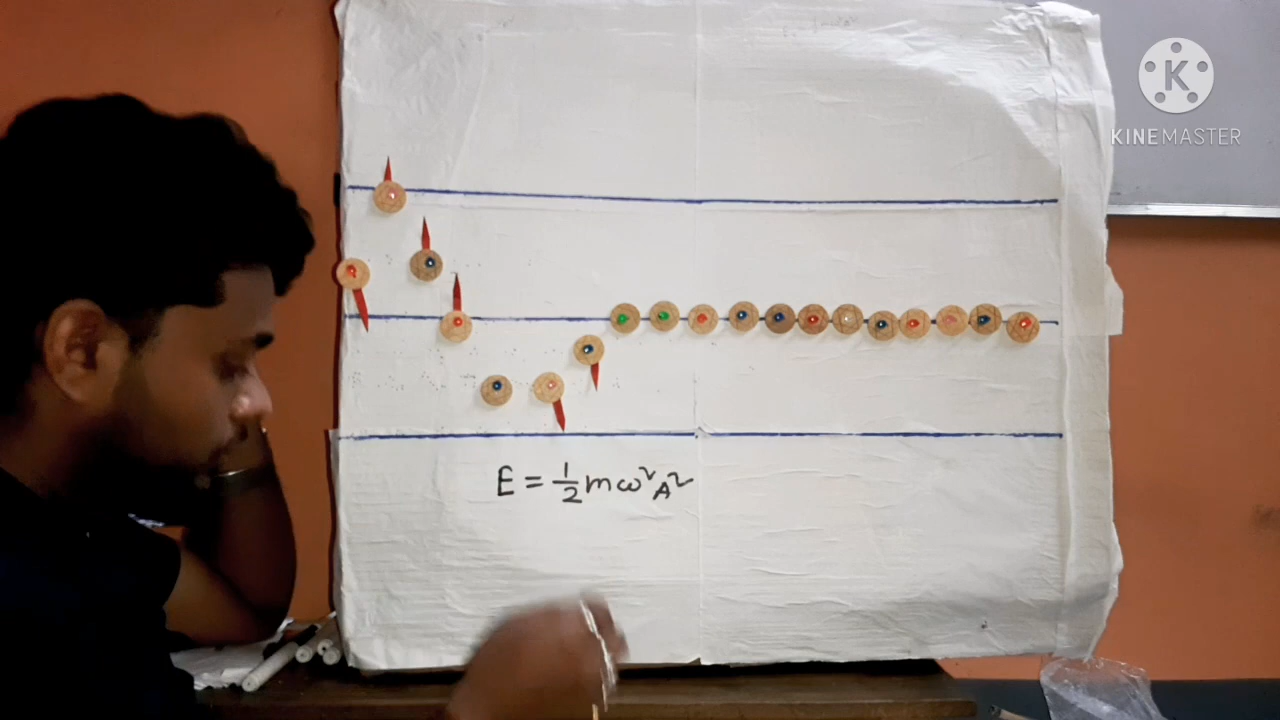 K
KINEMASTER
E = ½mω²A²